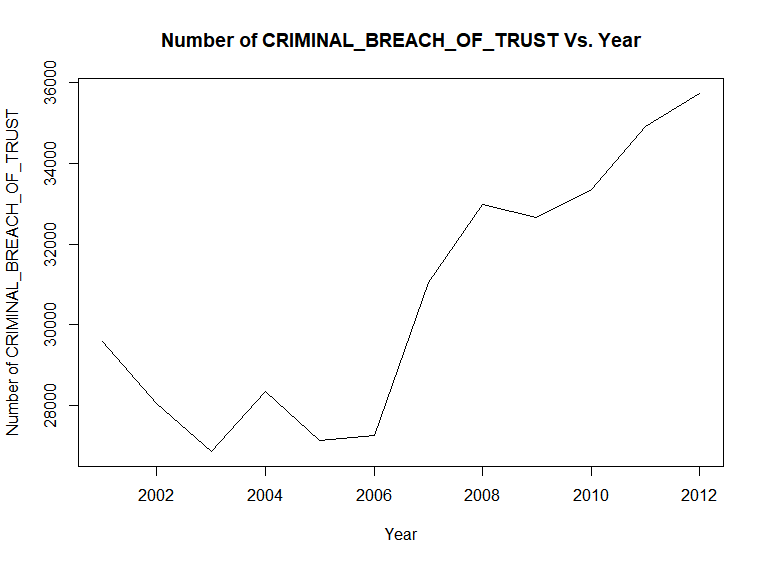 Number of CRIMINAL_BREACH_OF_TRUST Vs. Year
Number of CRIMINAL_BREACH_OF_TRUST
36000
34000
32000
30000
28000
2002 2004 2006 2008 2010 2012
Year